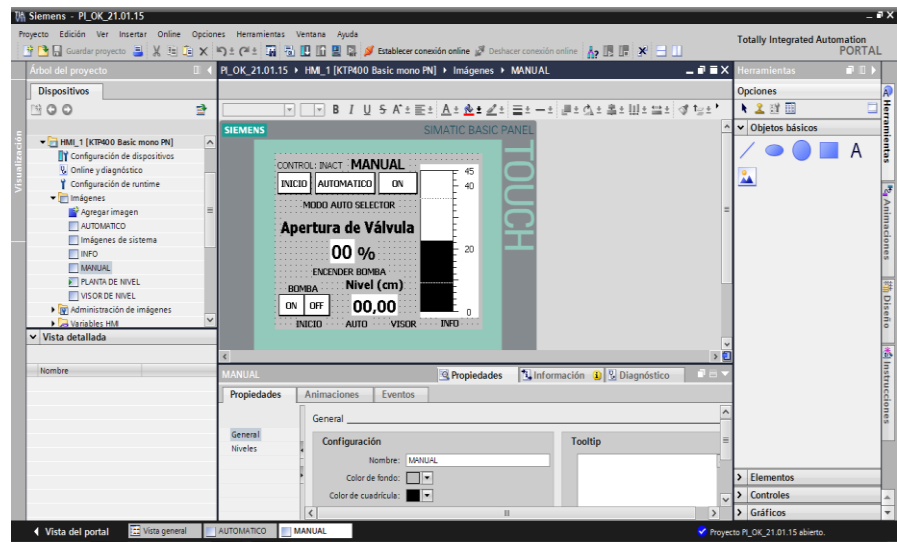 Siemens - PI_OK_21.01.15
Proyecto Edición Ver Insertar Online Opciones Herramientas Ventana Ayuda
Guardar proyecto Establecer conexión online Deshacer conexión online
Totally Integrated Automation
PORTAL
Árbol del proyecto
PI_OK_21.01.15 HMI_1 [KTP400 Basic mono PN] Imágenes MANUAL
Herramientas
Dispositivos
Opciones
B I U S A
Visualización
HMI_1 [KTP400 Basic mono PN]
Configuración de dispositivos
Online y diagnóstico
Configuración de runtime
Imágenes
Agregar imagen
AUTOMATICO
Imágenes de sistema
INFO
MANUAL
PLANTA DE NIVEL
VISOR DE NIVEL
Administración de imágenes
Variables HMI
Vista detallada
Nombre
SIEMENS SIMATIC BASIC PANEL
TOUCH
CONTROL: INACT MANUAL
INICIO AUTOMATICO ON
MODO AUTO SELECTOR
Apertura de Válvula
00 %
ENCENDER BOMBA
BOMBA Nivel (cm)
ON OFF 00,00
INICIO AUTO VISOR INFO
45
40
20
0
Objetos básicos
A
Elementos
Controles
Gráficos
Herramientas
Animaciones
Diseño
Instrucciones
MANUAL
Propiedades Información Diagnóstico
Propiedades Animaciones Eventos
General
Niveles
General
Configuración
Nombre: MANUAL
Color de fondo:
Color de cuadrícula:
Tooltip
Vista del portal Vista general AUTOMATICO MANUAL
Proyecto PI_OK_21.01.15 abierto.